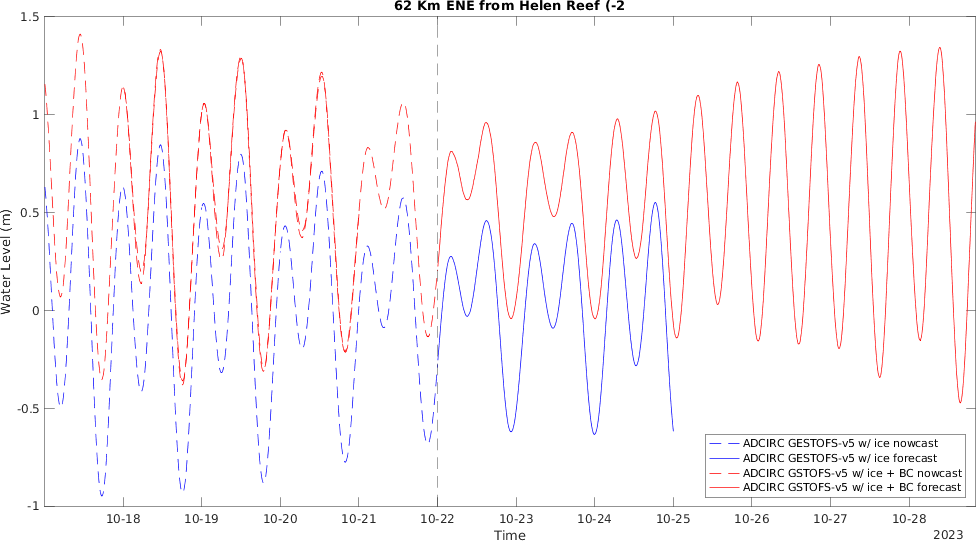 62 Km ENE from Helen Reef (-2
1.5
1
0.5
0
-0.5
-1
Water Level (m)
10-18 10-19 10-20 10-21 10-22 10-23 10-24 10-25 10-26 10-27 10-28
Time
2023
ADCIRC GESTOFS-v5 w/ ice nowcast
ADCIRC GESTOFS-v5 w/ ice forecast
ADCIRC GSTOFS-v5 w/ ice + BC nowcast
ADCIRC GSTOFS-v5 w/ ice + BC forecast